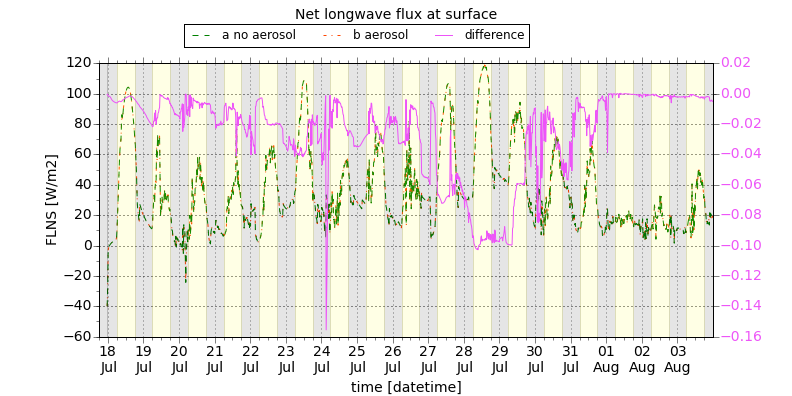 Net longwave flux at surface
a no aerosol b aerosol difference
120 0.02
100 0.00
80 −0.02
60 −0.04
40 −0.06
20 −0.08
0 −0.10
−20 −0.12
−40 −0.14
−60 −0.16
FLNS [W/m2]
18 19 20 21 22 23 24 25 26 27 28 29 30 31 01 02 03
Jul Jul Jul Jul Jul Jul Jul Jul Jul Jul Jul Jul Jul Jul Aug Aug Aug
time [datetime]